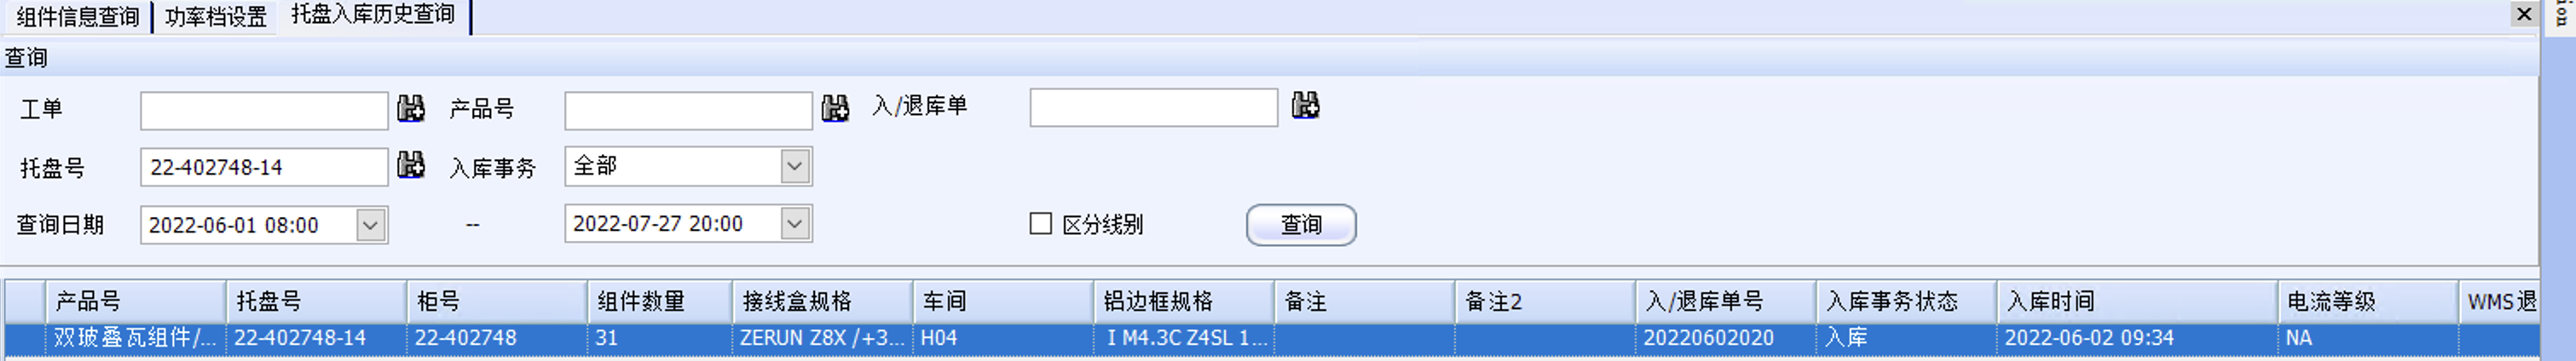 组件信息查询 功率档设置 托盘入库历史查询
查询
工单 产品号 入/退库单
托盘号 22-402748-14 入库事务 全部
查询日期 2022-06-01 08:00 -- 2022-07-27 20:00 区分线别 查询
产品号 托盘号 柜号 组件数量 接线盒规格 车间 铝边框规格 备注 备注2 入/退库单号 入库事务状态 入库时间 电流等级 WMS退
双玻叠瓦组件/... 22-402748-14 22-402748 31 ZERUN Z8X /+3... H04 I M4.3C Z4SL 1... 20220602020 入库 2022-06-02 09:34 NA